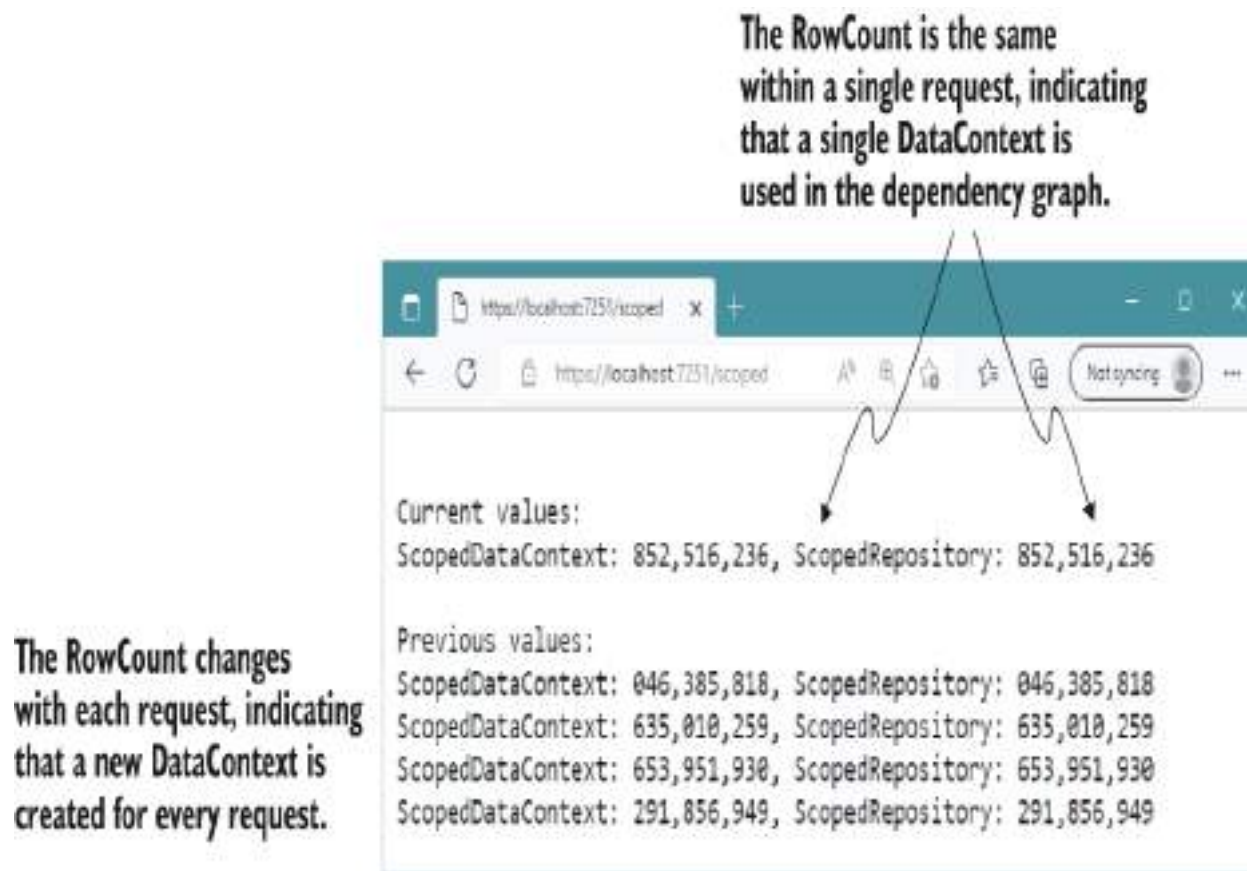 The RowCount is the same
within a single request, indicating
that a single DataContext is
used in the dependency graph.
https://localhost:7251/scoped
https://localhost:7251/scoped
Not syncing
Current values:
ScopedDataContext: 852,516,236, ScopedRepository: 852,516,236
Previous values:
ScopedDataContext: 046,385,818, ScopedRepository: 046,385,818
ScopedDataContext: 635,010,259, ScopedRepository: 635,010,259
ScopedDataContext: 653,951,930, ScopedRepository: 653,951,930
ScopedDataContext: 291,856,949, ScopedRepository: 291,856,949
The RowCount changes
with each request, indicating
that a new DataContext is
created for every request.